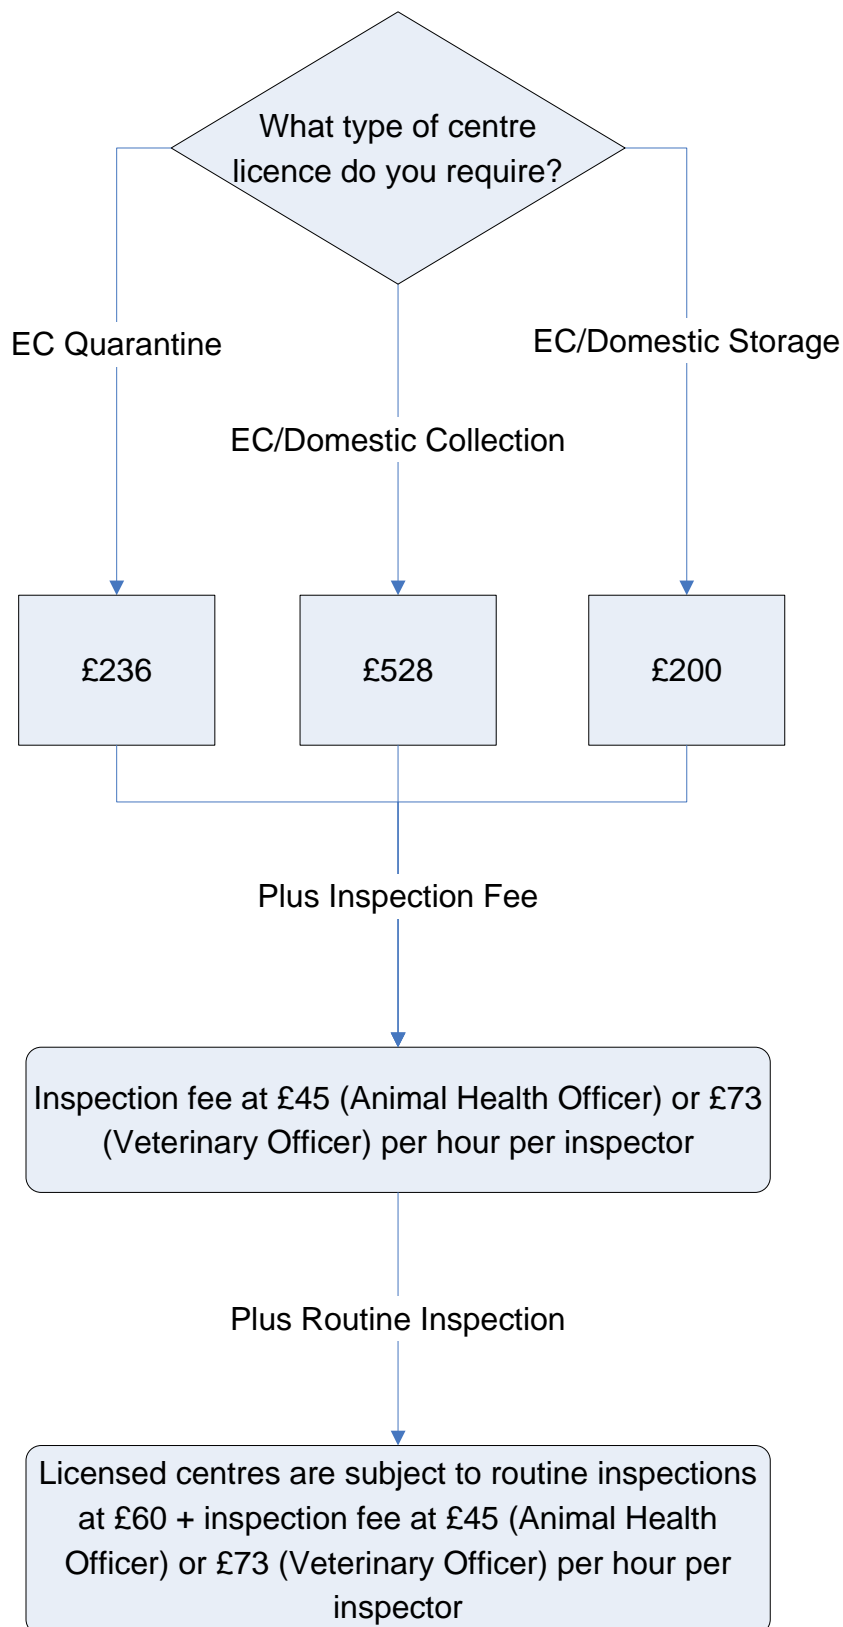 What type of centre
licence do you require?
EC Quarantine
EC/Domestic Storage
EC/Domestic Collection
£236
£528
£200
Plus Inspection Fee
Inspection fee at £45 (Animal Health Officer) or £73
(Veterinary Officer) per hour per inspector
Plus Routine Inspection
Licensed centres are subject to routine inspections
at £60 + inspection fee at £45 (Animal Health
Officer) or £73 (Veterinary Officer) per hour per
inspector